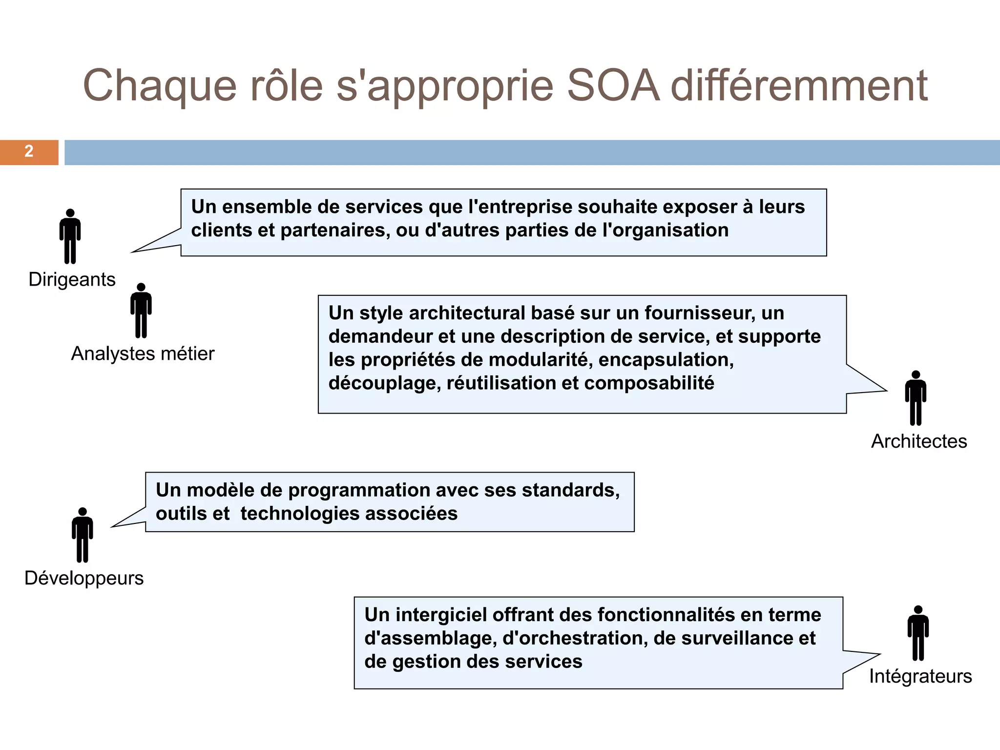 Chaque rôle s'approprie SOA différemment
2
Un ensemble de services que l'entreprise souhaite exposer à leurs
clients et partenaires, ou d'autres parties de l'organisation
Dirigeants
Analystes métier
Un style architectural basé sur un fournisseur, un
demandeur et une description de service, et supporte
les propriétés de modularité, encapsulation,
découplage, réutilisation et composabilité
Architectes
Un modèle de programmation avec ses standards,
outils et  technologies associées
Développeurs
Un intergiciel offrant des fonctionnalités en terme
d'assemblage, d'orchestration, de surveillance et
de gestion des services
Intégrateurs